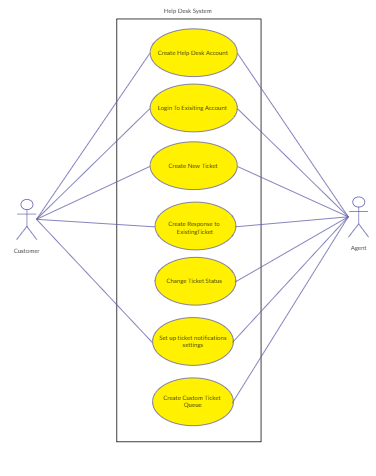 Help Desk System
Create Help Desk Account
Login To Exisiting Account
Create New Ticket
Create Response to
ExistingTicket
Customer
Agent
Change Ticket Status
Set up ticket notifications
settings
Create Custom Ticket
Queue